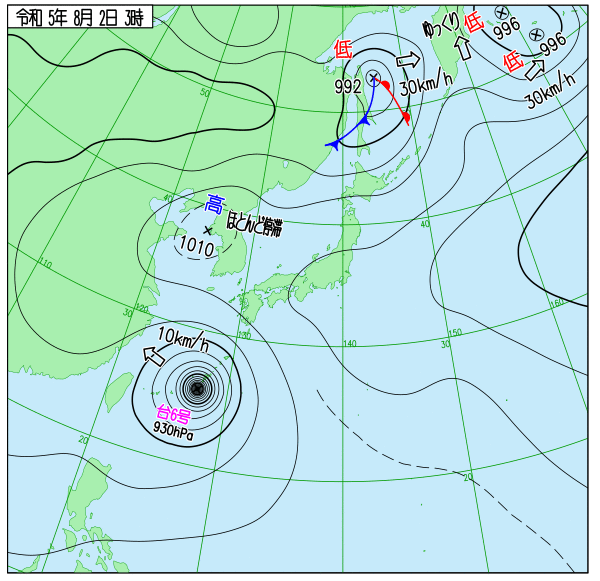 令和 5年 8月 2日 3時
低
992
30km/h
ゆっくり
低
996
低
996
30km/h
50
40
高
ほとんど停滞
1010
40
110
120
30
130
140
30
150
160
10km/h
台6号
930hPa
20
20